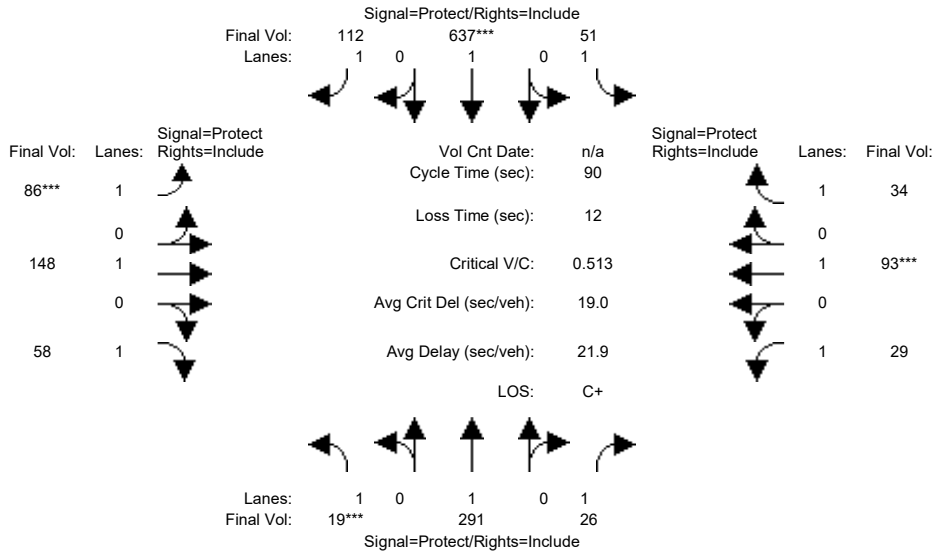 Signal=Protect/Rights=Include
Final Vol: 112 637*** 51
Lanes: 1 0 1 0 1
Signal=Protect Signal=Protect
Final Vol: Lanes: Rights=Include Vol Cnt Date: n/a Rights=Include Lanes: Final Vol:
Cycle Time (sec): 90
86*** 1 1 34
Loss Time (sec): 12
0 0
148 1 Critical V/C: 0.513 1 93***
0 Avg Crit Del (sec/veh): 19.0 0
58 1 Avg Delay (sec/veh): 21.9 1 29
LOS: C+
Lanes: 1 0 1 0 1
Final Vol: 19*** 291 26
Signal=Protect/Rights=Include